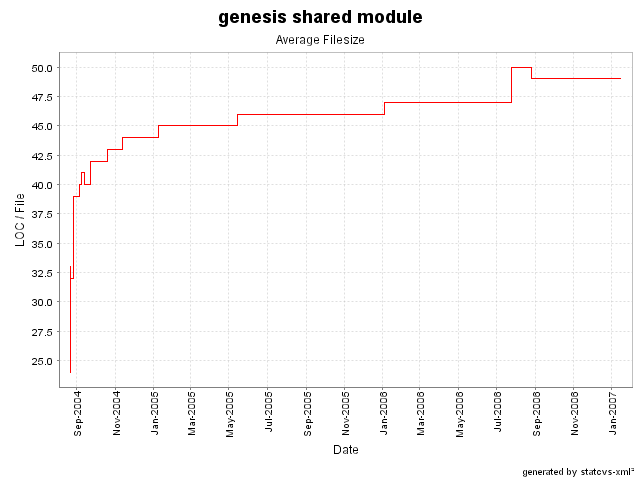 genesis shared module
Average Filesize
50.0
47.5
45.0
42.5
40.0
37.5
35.0
32.5
30.0
27.5
25.0
LOC / File
Sep-2004
Nov-2004
Jan-2005
Mar-2005
May-2005
Jul-2005
Sep-2005
Nov-2005
Jan-2006
Mar-2006
May-2006
Jul-2006
Sep-2006
Nov-2006
Jan-2007
Date
generated by statcvs-xml²